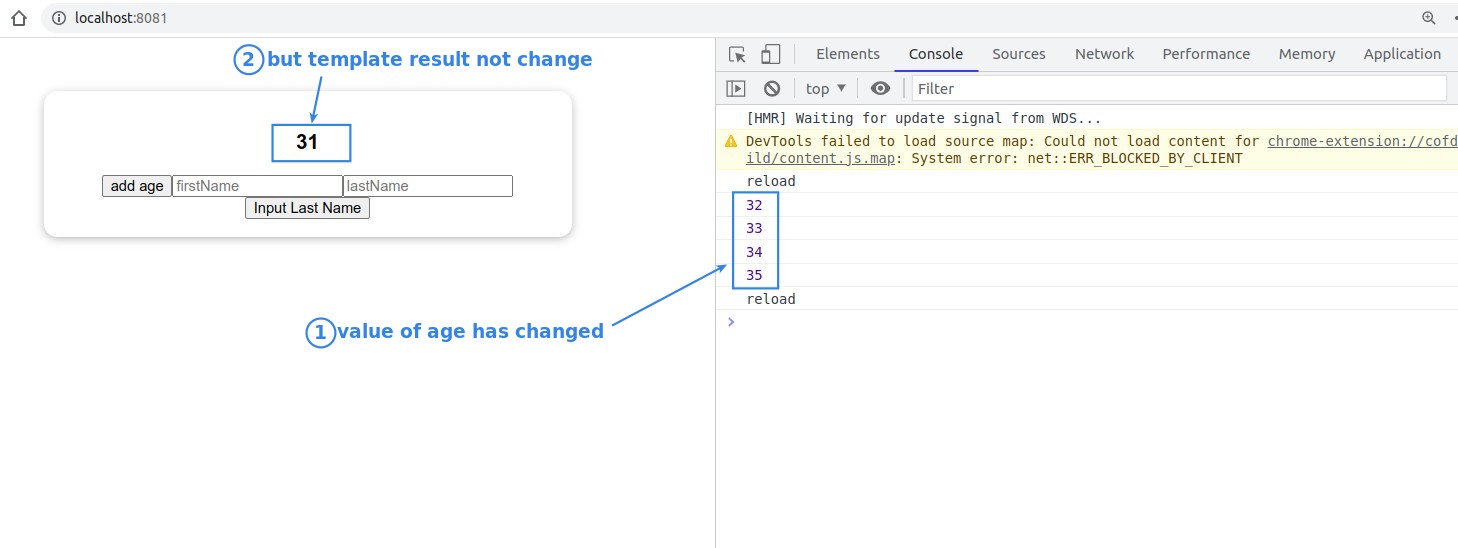 localhost:8081
② but template result not change
31
add age firstName lastName
Input Last Name
① value of age has changed
Elements Console Sources Network Performance Memory Application
top ▼ Filter
[HMR] Waiting for update signal from WDS...
DevTools failed to load source map: Could not load content for chrome-extension://cofd
ild/content.js.map: System error: net::ERR_BLOCKED_BY_CLIENT
reload
32
33
34
35
reload